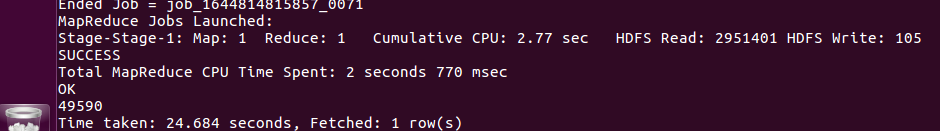 Ended Job = job_1644814815857_0071
MapReduce Jobs Launched:
Stage-Stage-1: Map: 1  Reduce: 1   Cumulative CPU: 2.77 sec   HDFS Read: 2951401 HDFS Write: 105
SUCCESS
Total MapReduce CPU Time Spent: 2 seconds 770 msec
OK
49590
Time taken: 24.684 seconds, Fetched: 1 row(s)